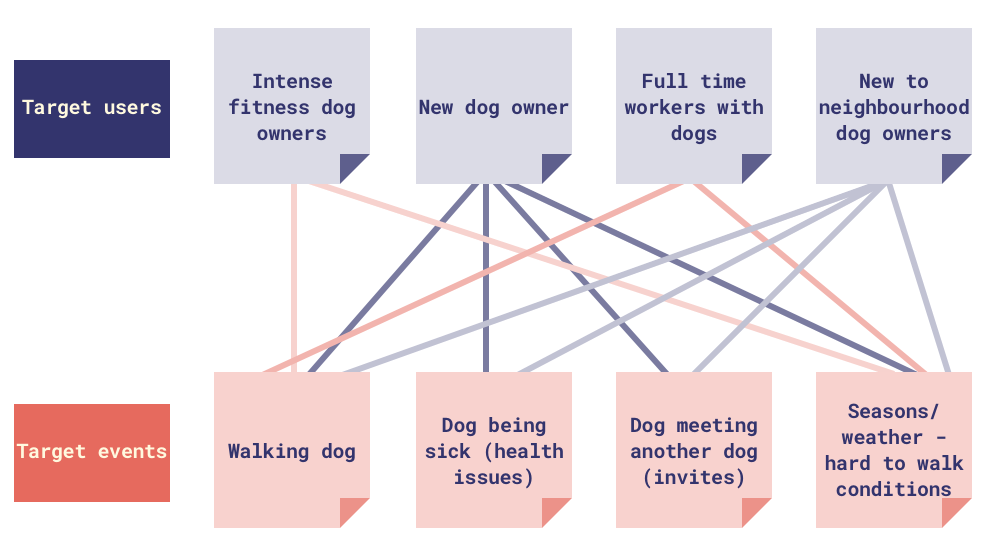 Target users
Intense
fitness dog
owners
New dog owner
Full time
workers with
dogs
New to
neighbourhood
dog owners
Target events
Walking dog
Dog being
sick (health
issues)
Dog meeting
another dog
(invites)
Seasons/
weather -
hard to walk
conditions